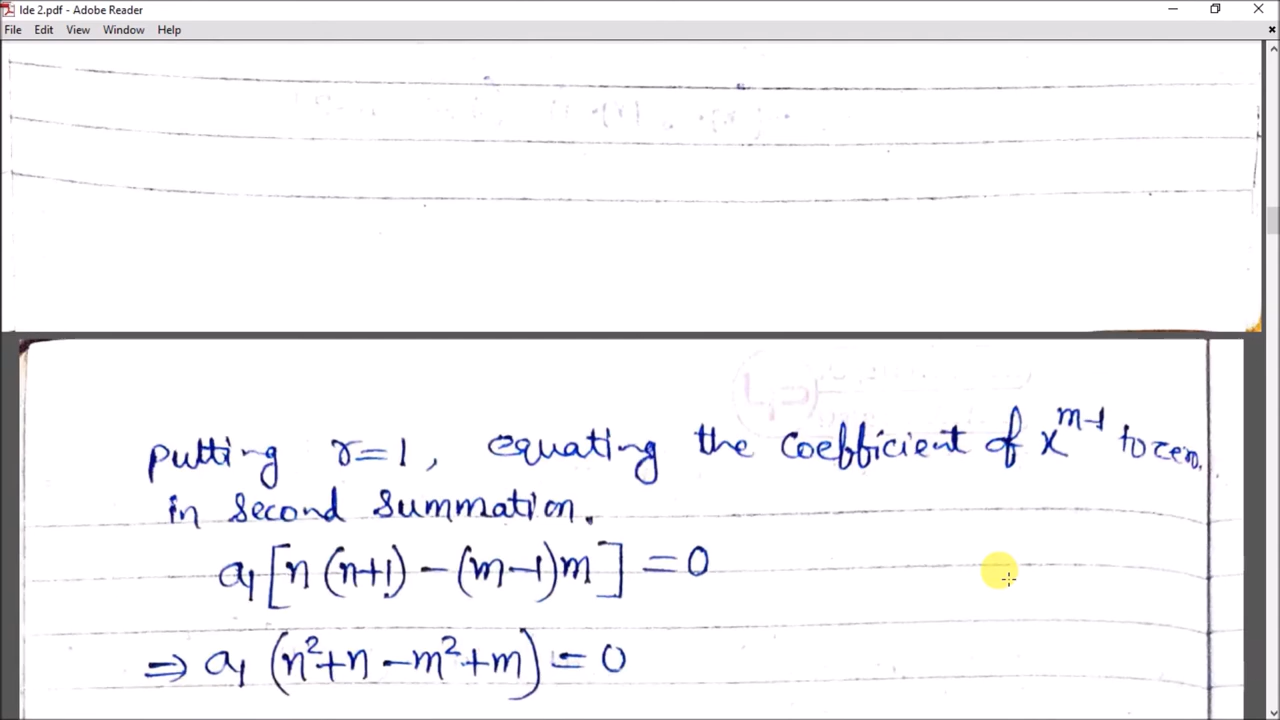 Ide 2.pdf - Adobe Reader
File Edit View Window Help
putting r=1, equating the coefficient of x^{m-1} to zero.
in second summation.
a₁[n(n+1) - (m-1)m] = 0
⇒ a₁ (n²+n-m²+m) = 0